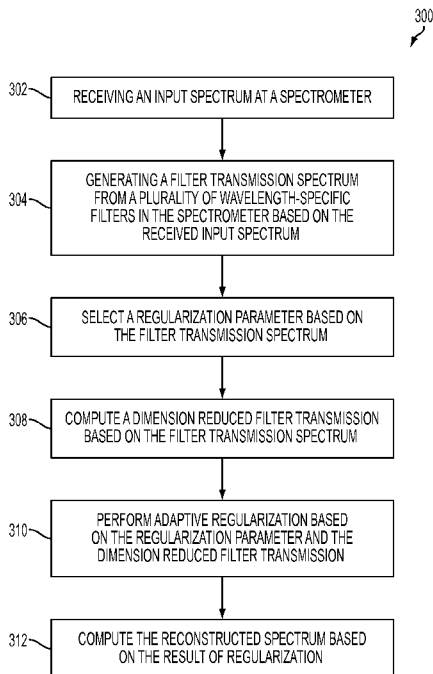 300
302
RECEIVING AN INPUT SPECTRUM AT A SPECTROMETER
304
GENERATING A FILTER TRANSMISSION SPECTRUM
FROM A PLURALITY OF WAVELENGTH-SPECIFIC
FILTERS IN THE SPECTROMETER BASED ON THE
RECEIVED INPUT SPECTRUM
306
SELECT A REGULARIZATION PARAMETER BASED ON
THE FILTER TRANSMISSION SPECTRUM
308
COMPUTE A DIMENSION REDUCED FILTER TRANSMISSION
BASED ON THE FILTER TRANSMISSION SPECTRUM
310
PERFORM ADAPTIVE REGULARIZATION BASED
ON THE REGULARIZATION PARAMETER AND THE
DIMENSION REDUCED FILTER TRANSMISSION
312
COMPUTE THE RECONSTRUCTED SPECTRUM BASED
ON THE RESULT OF REGULARIZATION